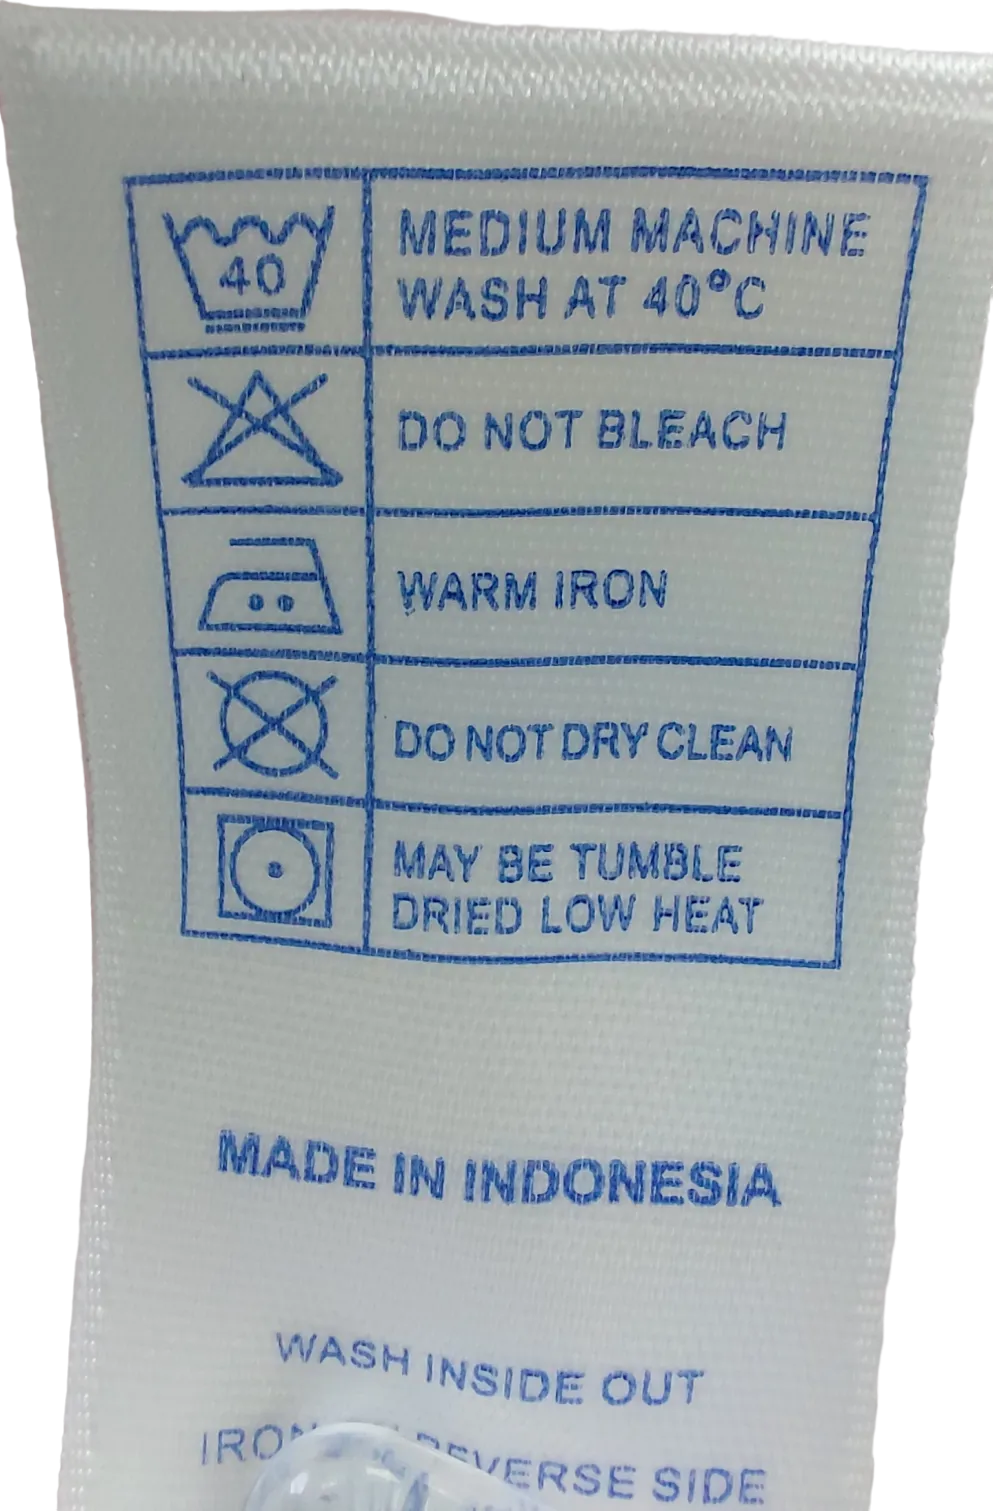 40
MEDIUM MACHINE
WASH AT 40°C
DO NOT BLEACH
WARM IRON
DO NOT DRY CLEAN
MAY BE TUMBLE
DRIED LOW HEAT
MADE IN INDONESIA
WASH INSIDE OUT
IRON REVERSE SIDE